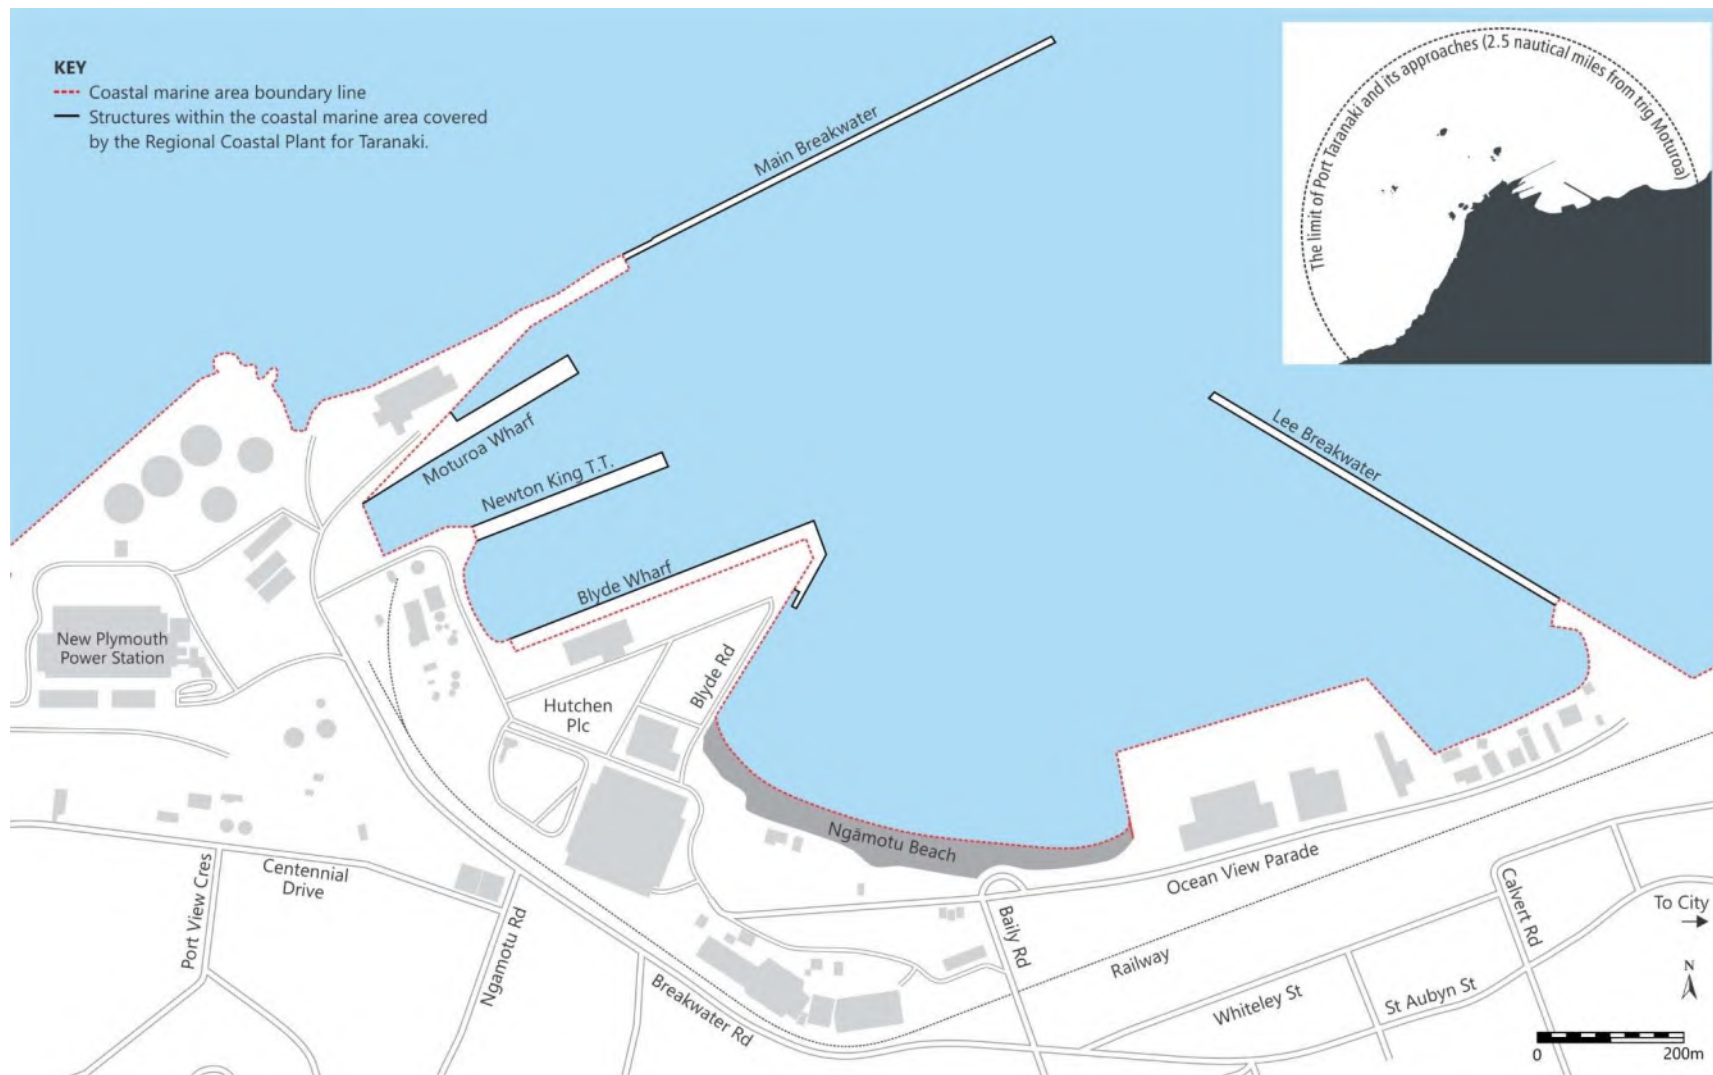 KEY
Coastal marine area boundary line
Structures within the coastal marine area covered
by the Regional Coastal Plant for Taranaki.
The limit of Port Taranaki and its approaches (2.5 nautical miles from trig Moturoa)
Main Breakwater
Lee Breakwater
Moturoa Wharf
Newton King T.T.
Blyde Wharf
New Plymouth
Power Station
Blyde Rd
Hutchen
Plc
Ngāmotu Beach
Ocean View Parade
Centennial
Drive
Port View Cres
Ngamotu Rd
Breakwater Rd
Baily Rd
Railway
Calvert Rd
To City
Whiteley St
St Aubyn St
N
0
200m